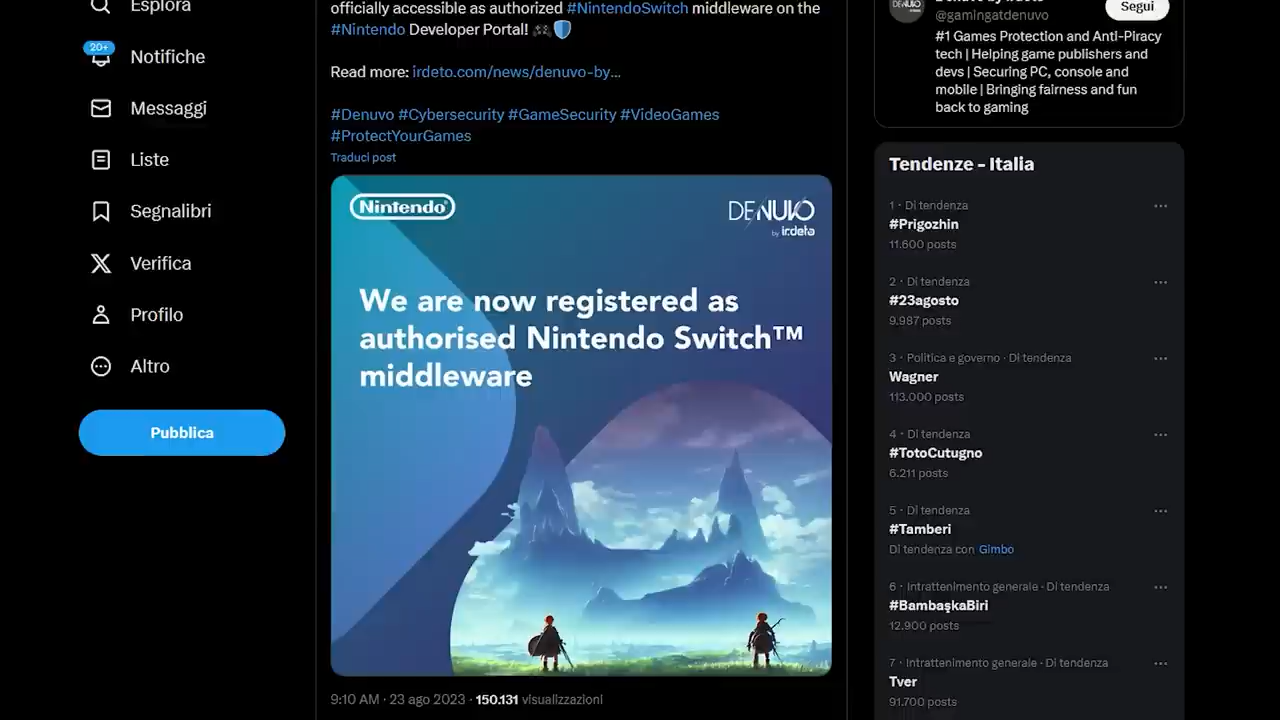 Esplora
20+
Notifiche
Messaggi
Liste
Segnalibri
Verifica
Profilo
Altro
Pubblica
officially accessible as authorized #NintendoSwitch middleware on the
#Nintendo Developer Portal! 🎮🛡️
Read more: irdeto.com/news/denuvo-by…
#Denuvo #Cybersecurity #GameSecurity #VideoGames
#ProtectYourGames
Traduci post
Nintendo®
DENUVO
by irdeto
We are now registered as
authorised Nintendo Switch™
middleware
9:10 AM · 23 ago 2023 · 150.131 visualizzazioni
@gamingatdenuvo
Segui
#1 Games Protection and Anti-Piracy
tech | Helping game publishers and
devs | Securing PC, console and
mobile | Bringing fairness and fun
back to gaming
Tendenze - Italia
1 · Di tendenza
#Prigozhin
11.600 posts
2 · Di tendenza
#23agosto
9.987 posts
3 · Politica e governo · Di tendenza
Wagner
113.000 posts
4 · Di tendenza
#TotoCutugno
6.211 posts
5 · Di tendenza
#Tamberi
Di tendenza con Gimbo
6 · Intrattenimento generale · Di tendenza
#BambaşkaBiri
12.900 posts
7 · Intrattenimento generale · Di tendenza
Tver
91.700 posts